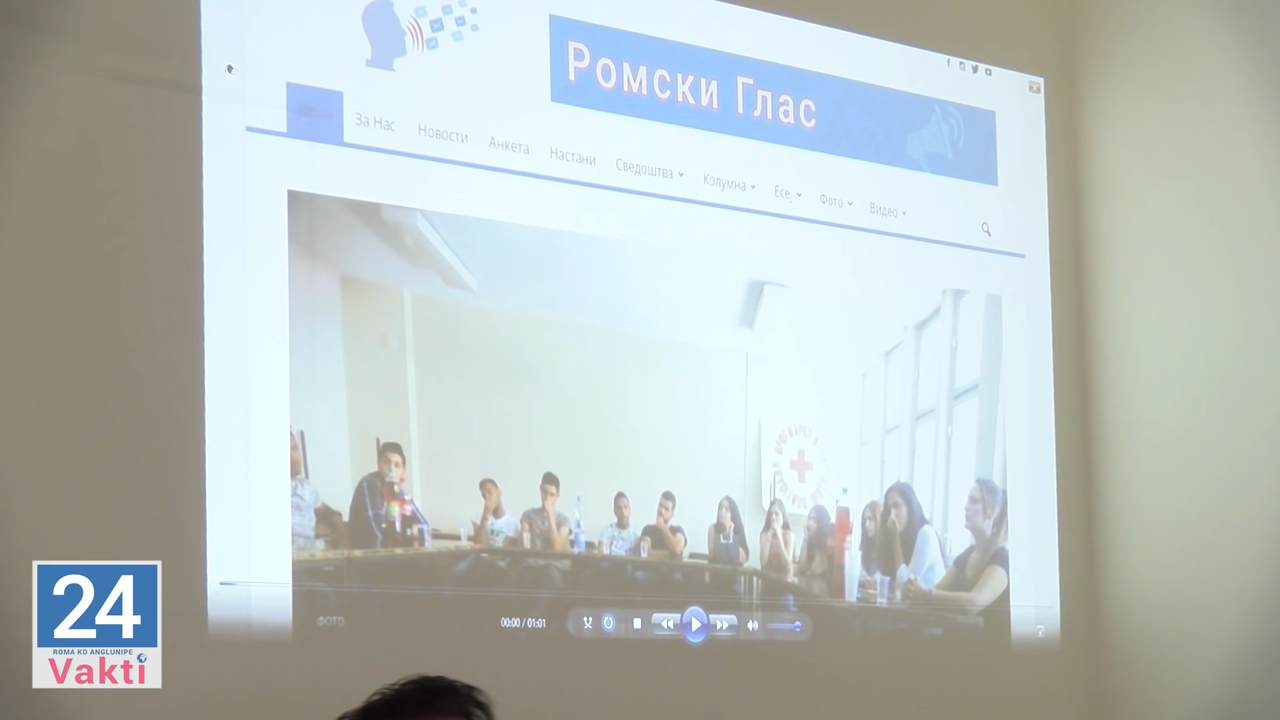 Ромски Глас
За Нас
Новости
Анкета
Настани
Сведоштва
Колумна
Есе
Фото
Видео
ФОТО
00:00 / 01:01
24
ROMA KO ANGLUNIPE
Vakti